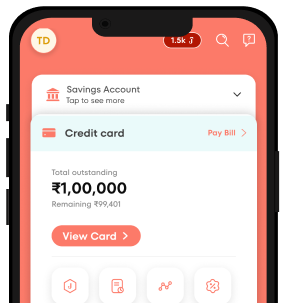 TD
1.5k
Savings Account
Tap to see more
Credit card
Pay Bill
Total outstanding
₹1,00,000
Remaining ₹99,401
View Card